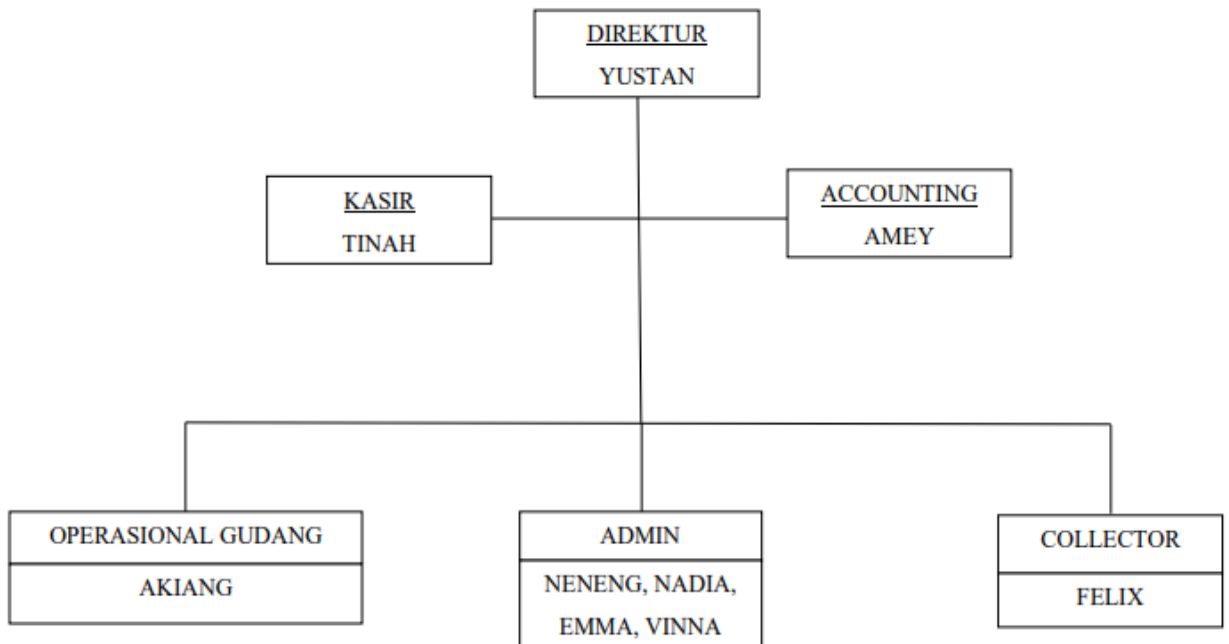 DIREKTUR
YUSTAN
KASIR
TINAH
ACCOUNTING
AMEY
OPERASIONAL GUDANG
AKIANG
ADMIN
NENENG, NADIA,
EMMA, VINNA
COLLECTOR
FELIX